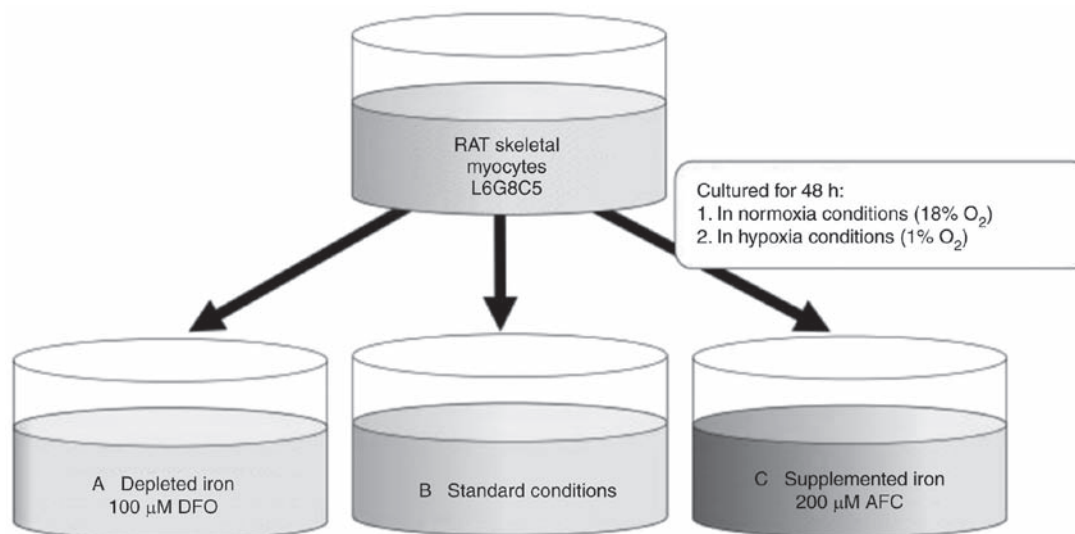 RAT skeletal
myocytes
L6G8C5
Cultured for 48 h:
1. In normoxia conditions (18% O₂)
2. In hypoxia conditions (1% O₂)
A Depleted iron
100 μM DFO
B Standard conditions
C Supplemented iron
200 μM AFC